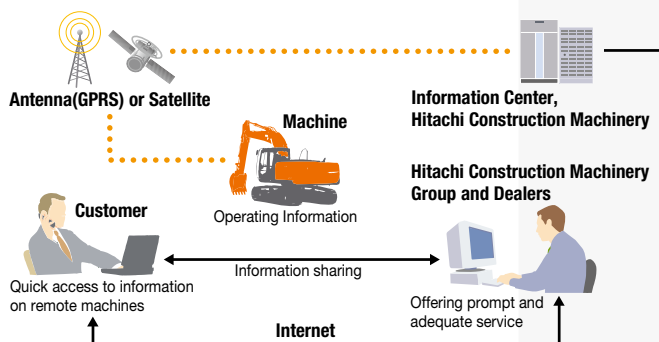 Antenna(GPRS) or Satellite
Information Center,
Hitachi Construction Machinery
Machine
Operating Information
Hitachi Construction Machinery
Group and Dealers
Customer
Information sharing
Quick access to information
on remote machines
Offering prompt and
adequate service
Internet